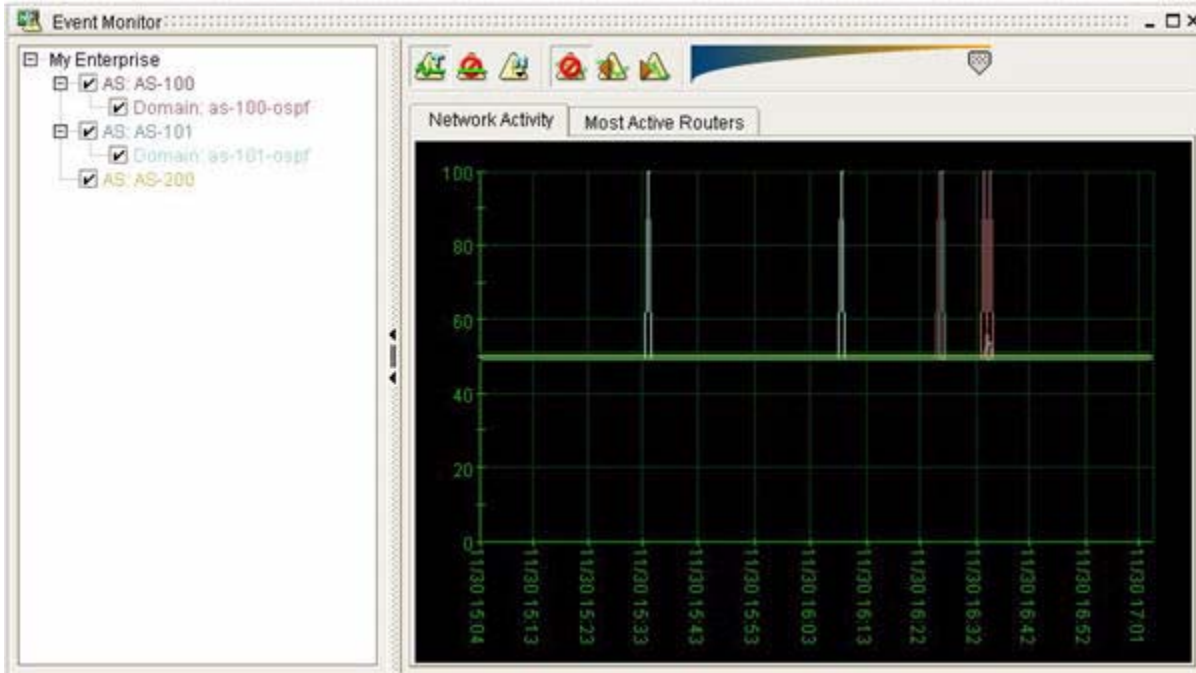 Event Monitor
My Enterprise
AS: AS-100
Domain: as-100-ospf
AS: AS-101
Domain: as-101-ospf
AS: AS-200
Network Activity
Most Active Routers
100
80
60
40
20
0
11/30 15:04
11/30 15:13
11/30 15:23
11/30 15:33
11/30 15:43
11/30 15:53
11/30 16:03
11/30 16:13
11/30 16:22
11/30 16:32
11/30 16:42
11/30 16:52
11/30 17:01